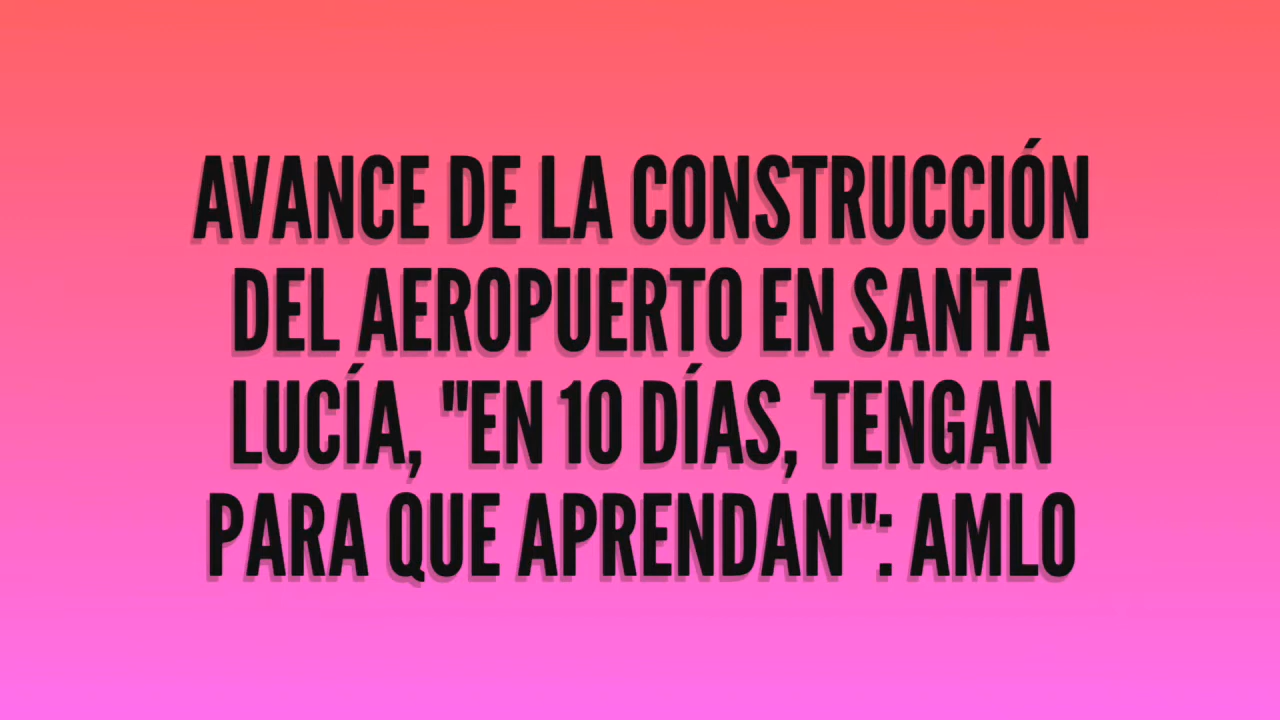 AVANCE DE LA CONSTRUCCIÓN
DEL AEROPUERTO EN SANTA
LUCÍA, "EN 10 DÍAS, TENGAN
PARA QUE APRENDAN": AMLO